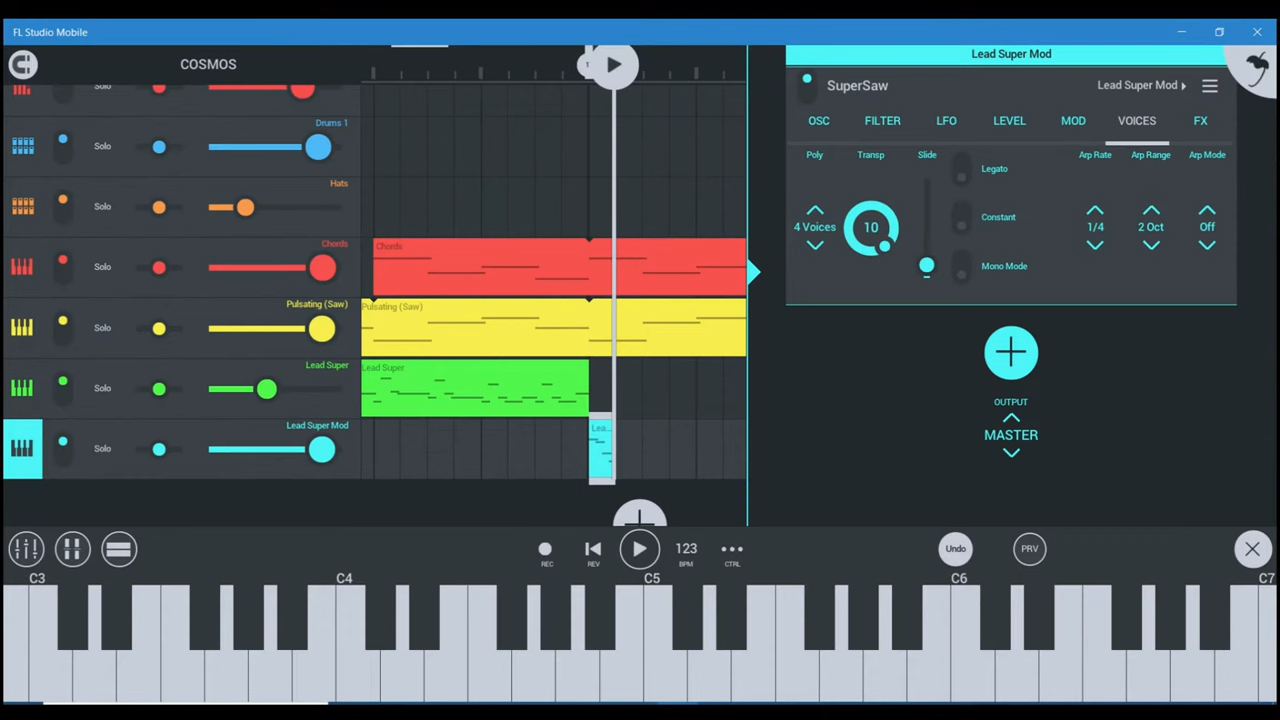 FL Studio Mobile
COSMOS
Solo
Drums 1
Solo
Hats
Solo
Chords
Solo
Pulsating (Saw)
Solo
Lead Super
Solo
Lead Super Mod
Solo
Chords
Pulsating (Saw)
Lead Super
Lea...
Lead Super Mod
SuperSaw
Lead Super Mod
OSC FILTER LFO LEVEL MOD VOICES FX
Poly Transp Slide Arp Rate Arp Range Arp Mode
Legato
4 Voices 10 Constant 1/4 2 Oct Off
Mono Mode
OUTPUT
MASTER
REC REV 123 BPM CTRL Undo PRV
C3 C4 C5 C6 C7